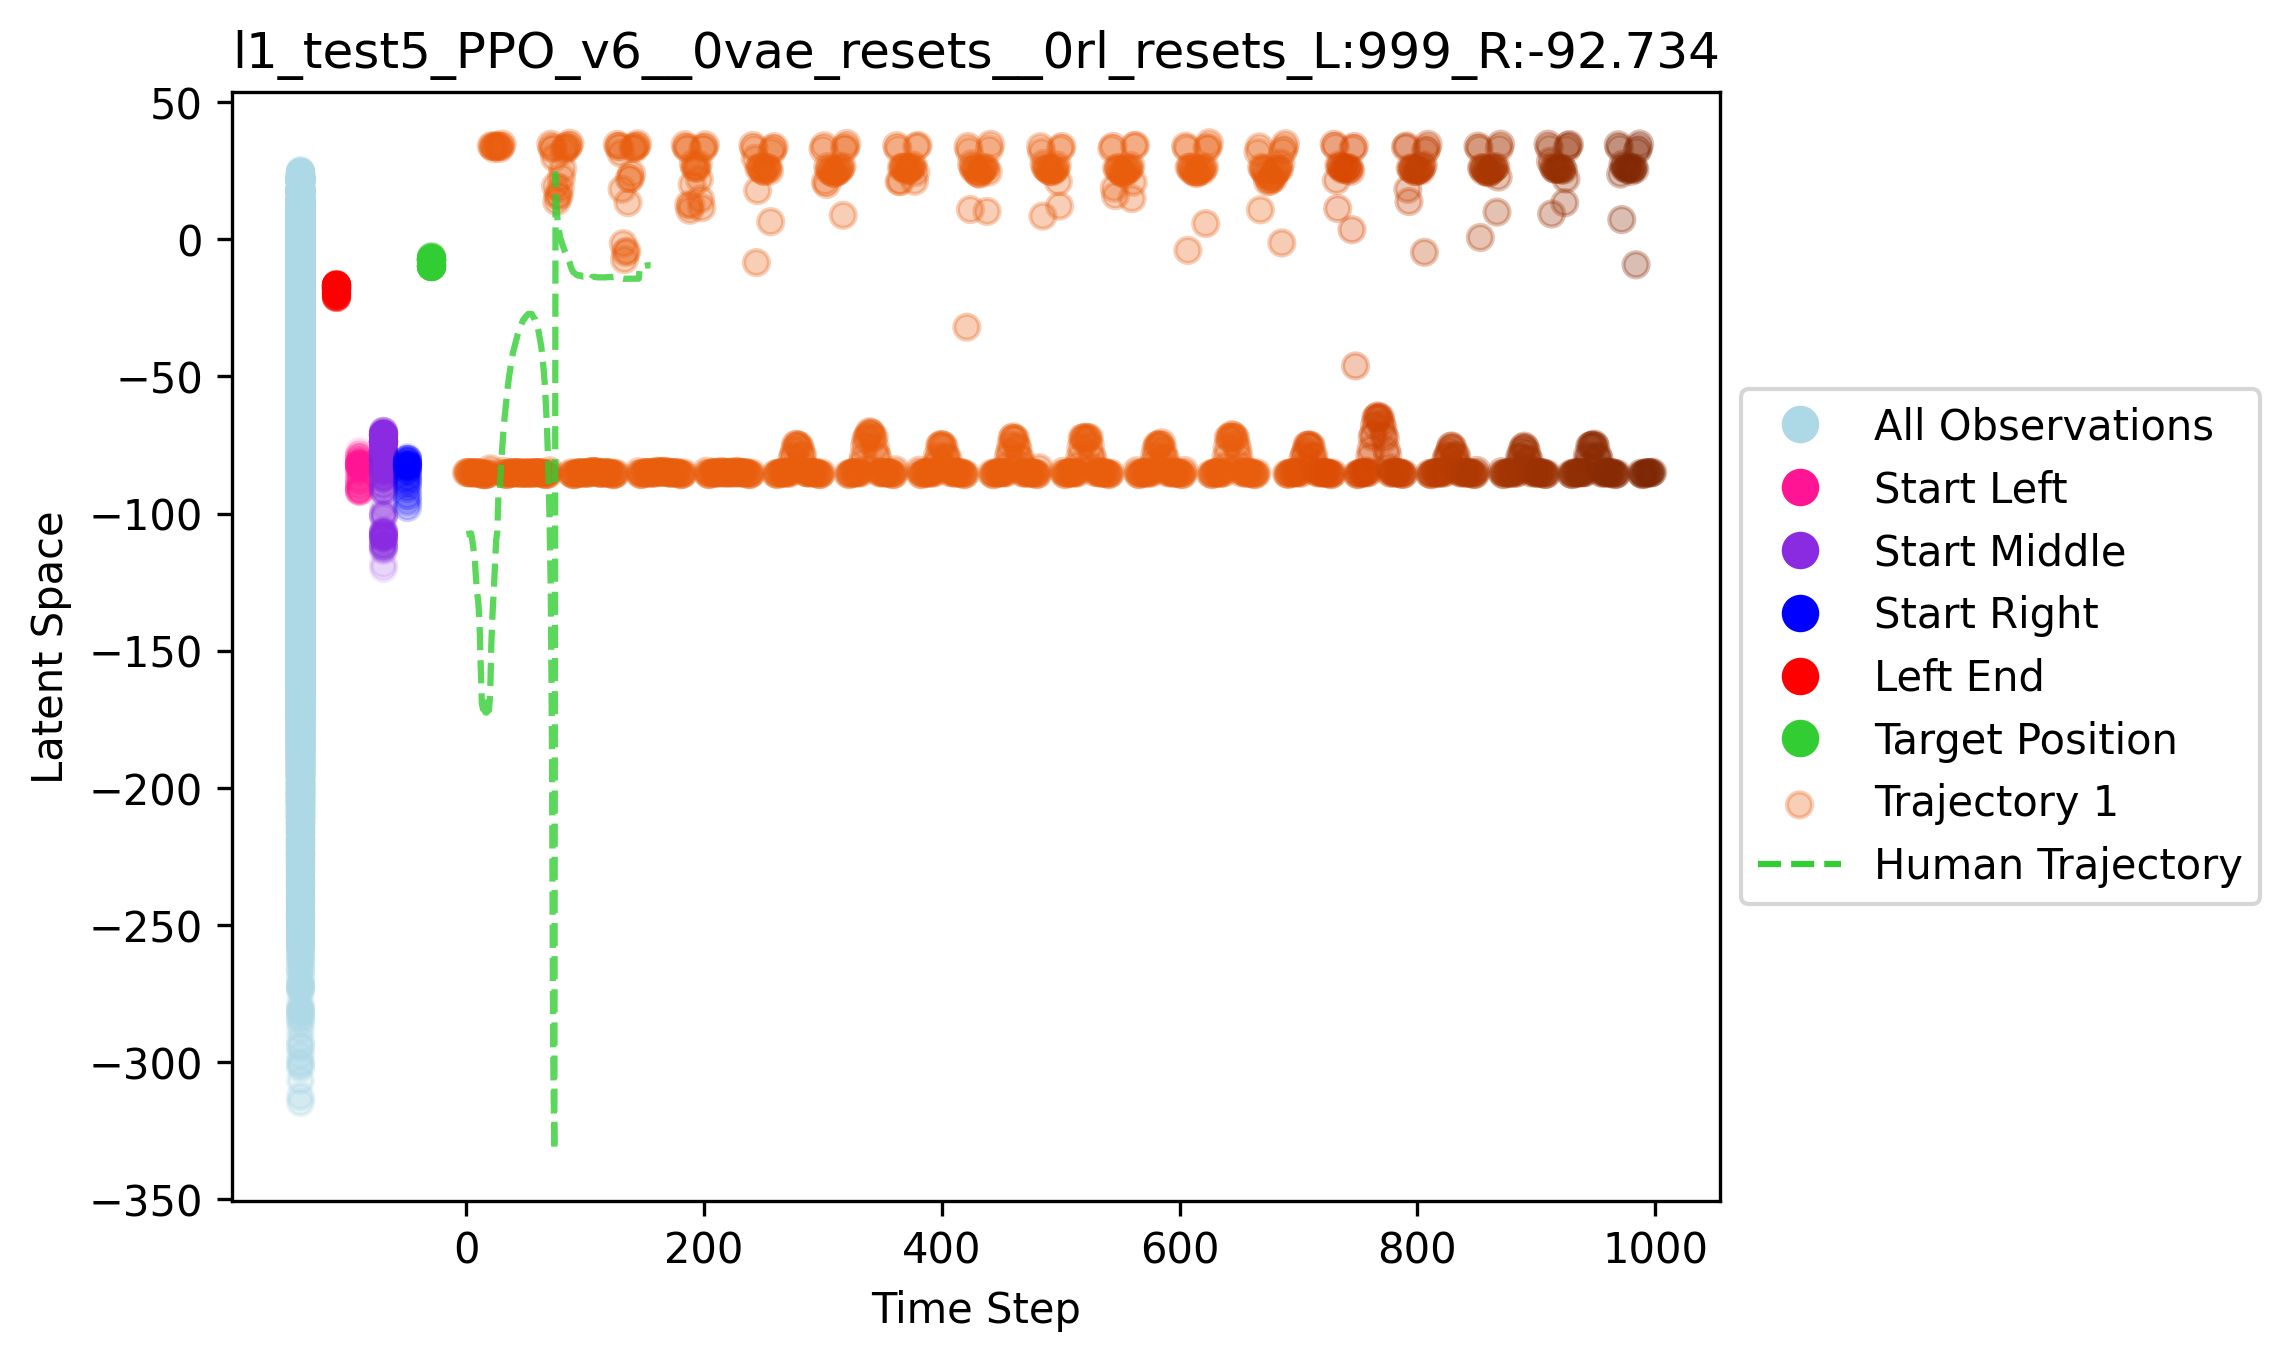 l1_test5_PPO_v6__0vae_resets__0rl_resets_L:999_R:-92.734
50
0
−50
−100
−150
−200
−250
−300
−350
Latent Space
0
200
400
600
800
1000
Time Step
All Observations
Start Left
Start Middle
Start Right
Left End
Target Position
Trajectory 1
Human Trajectory